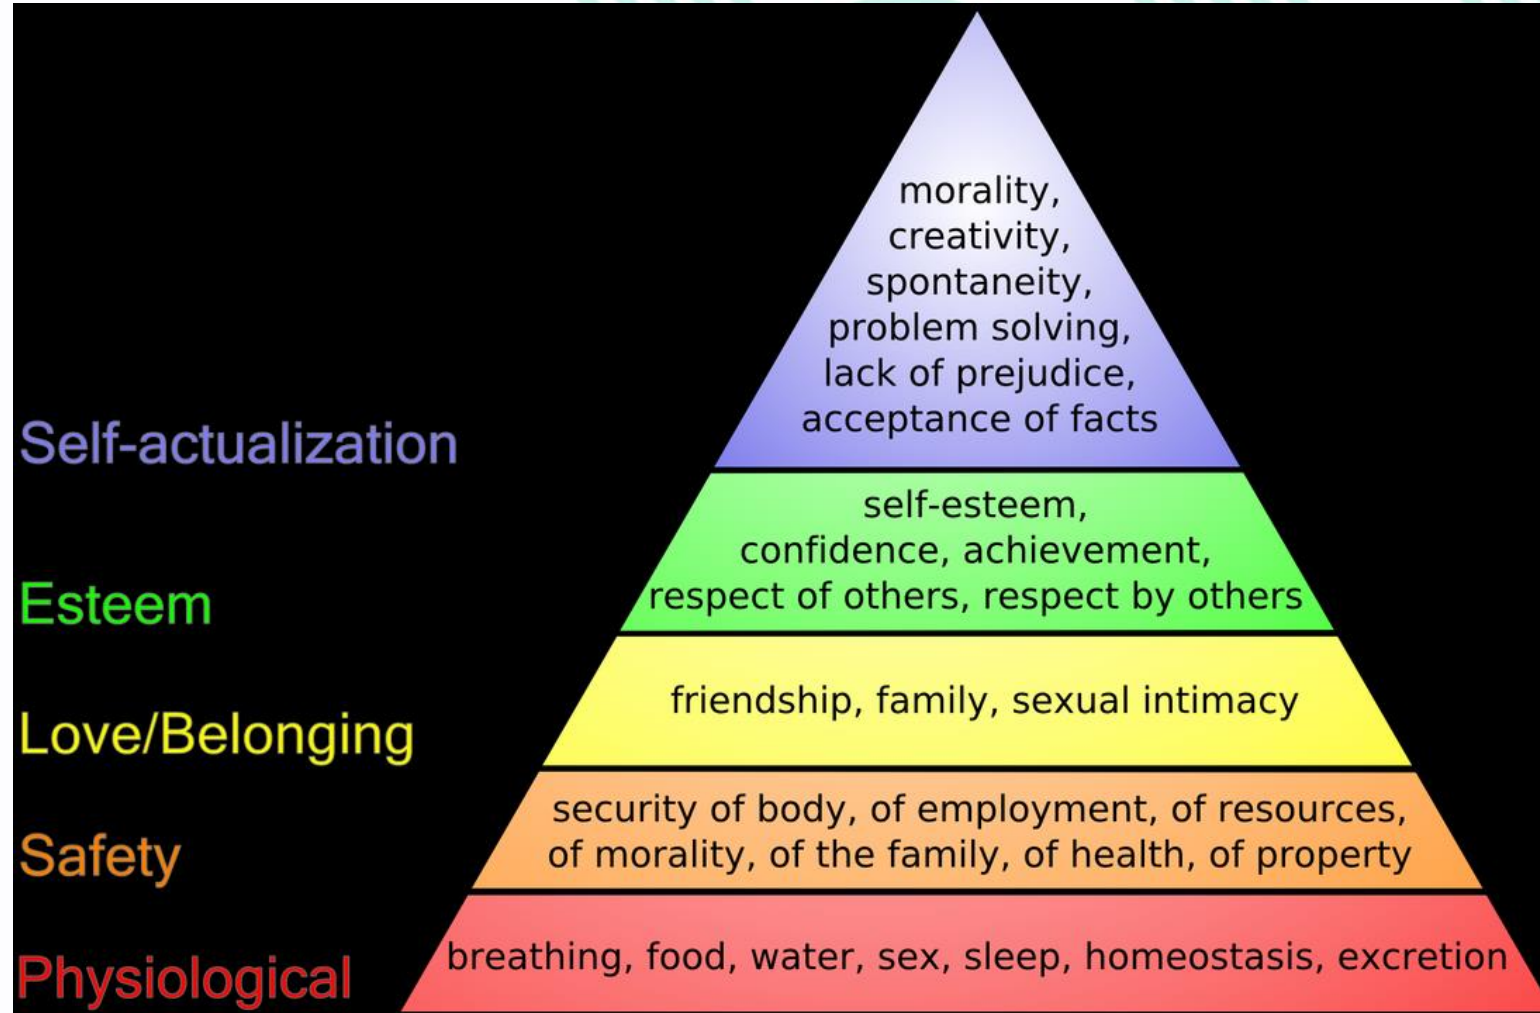 morality,
creativity,
spontaneity,
problem solving,
lack of prejudice,
acceptance of facts
Self-actualization
self-esteem,
confidence, achievement,
respect of others, respect by others
Esteem
friendship, family, sexual intimacy
Love/Belonging
security of body, of employment, of resources,
of morality, of the family, of health, of property
Safety
breathing, food, water, sex, sleep, homeostasis, excretion
Physiological